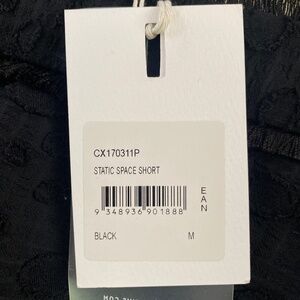 CX170311P
STATIC SPACE SHORT
EAN
9 348936 901888
BLACK M